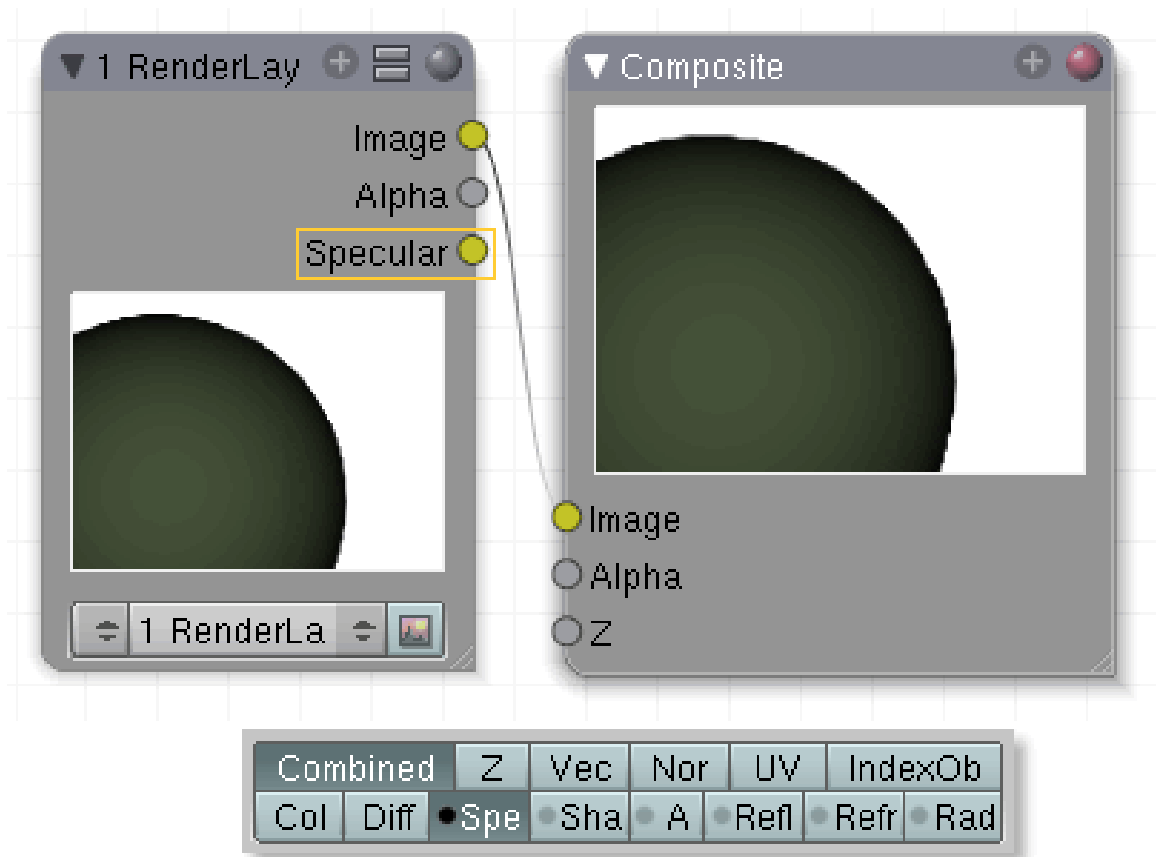 1 RenderLay
Composite
Image
Alpha
Specular
1 RenderLa
Image
Alpha
Z
Combined Z Vec Nor UV IndexOb
Col Diff Spe Sha A Refl Refr Rad